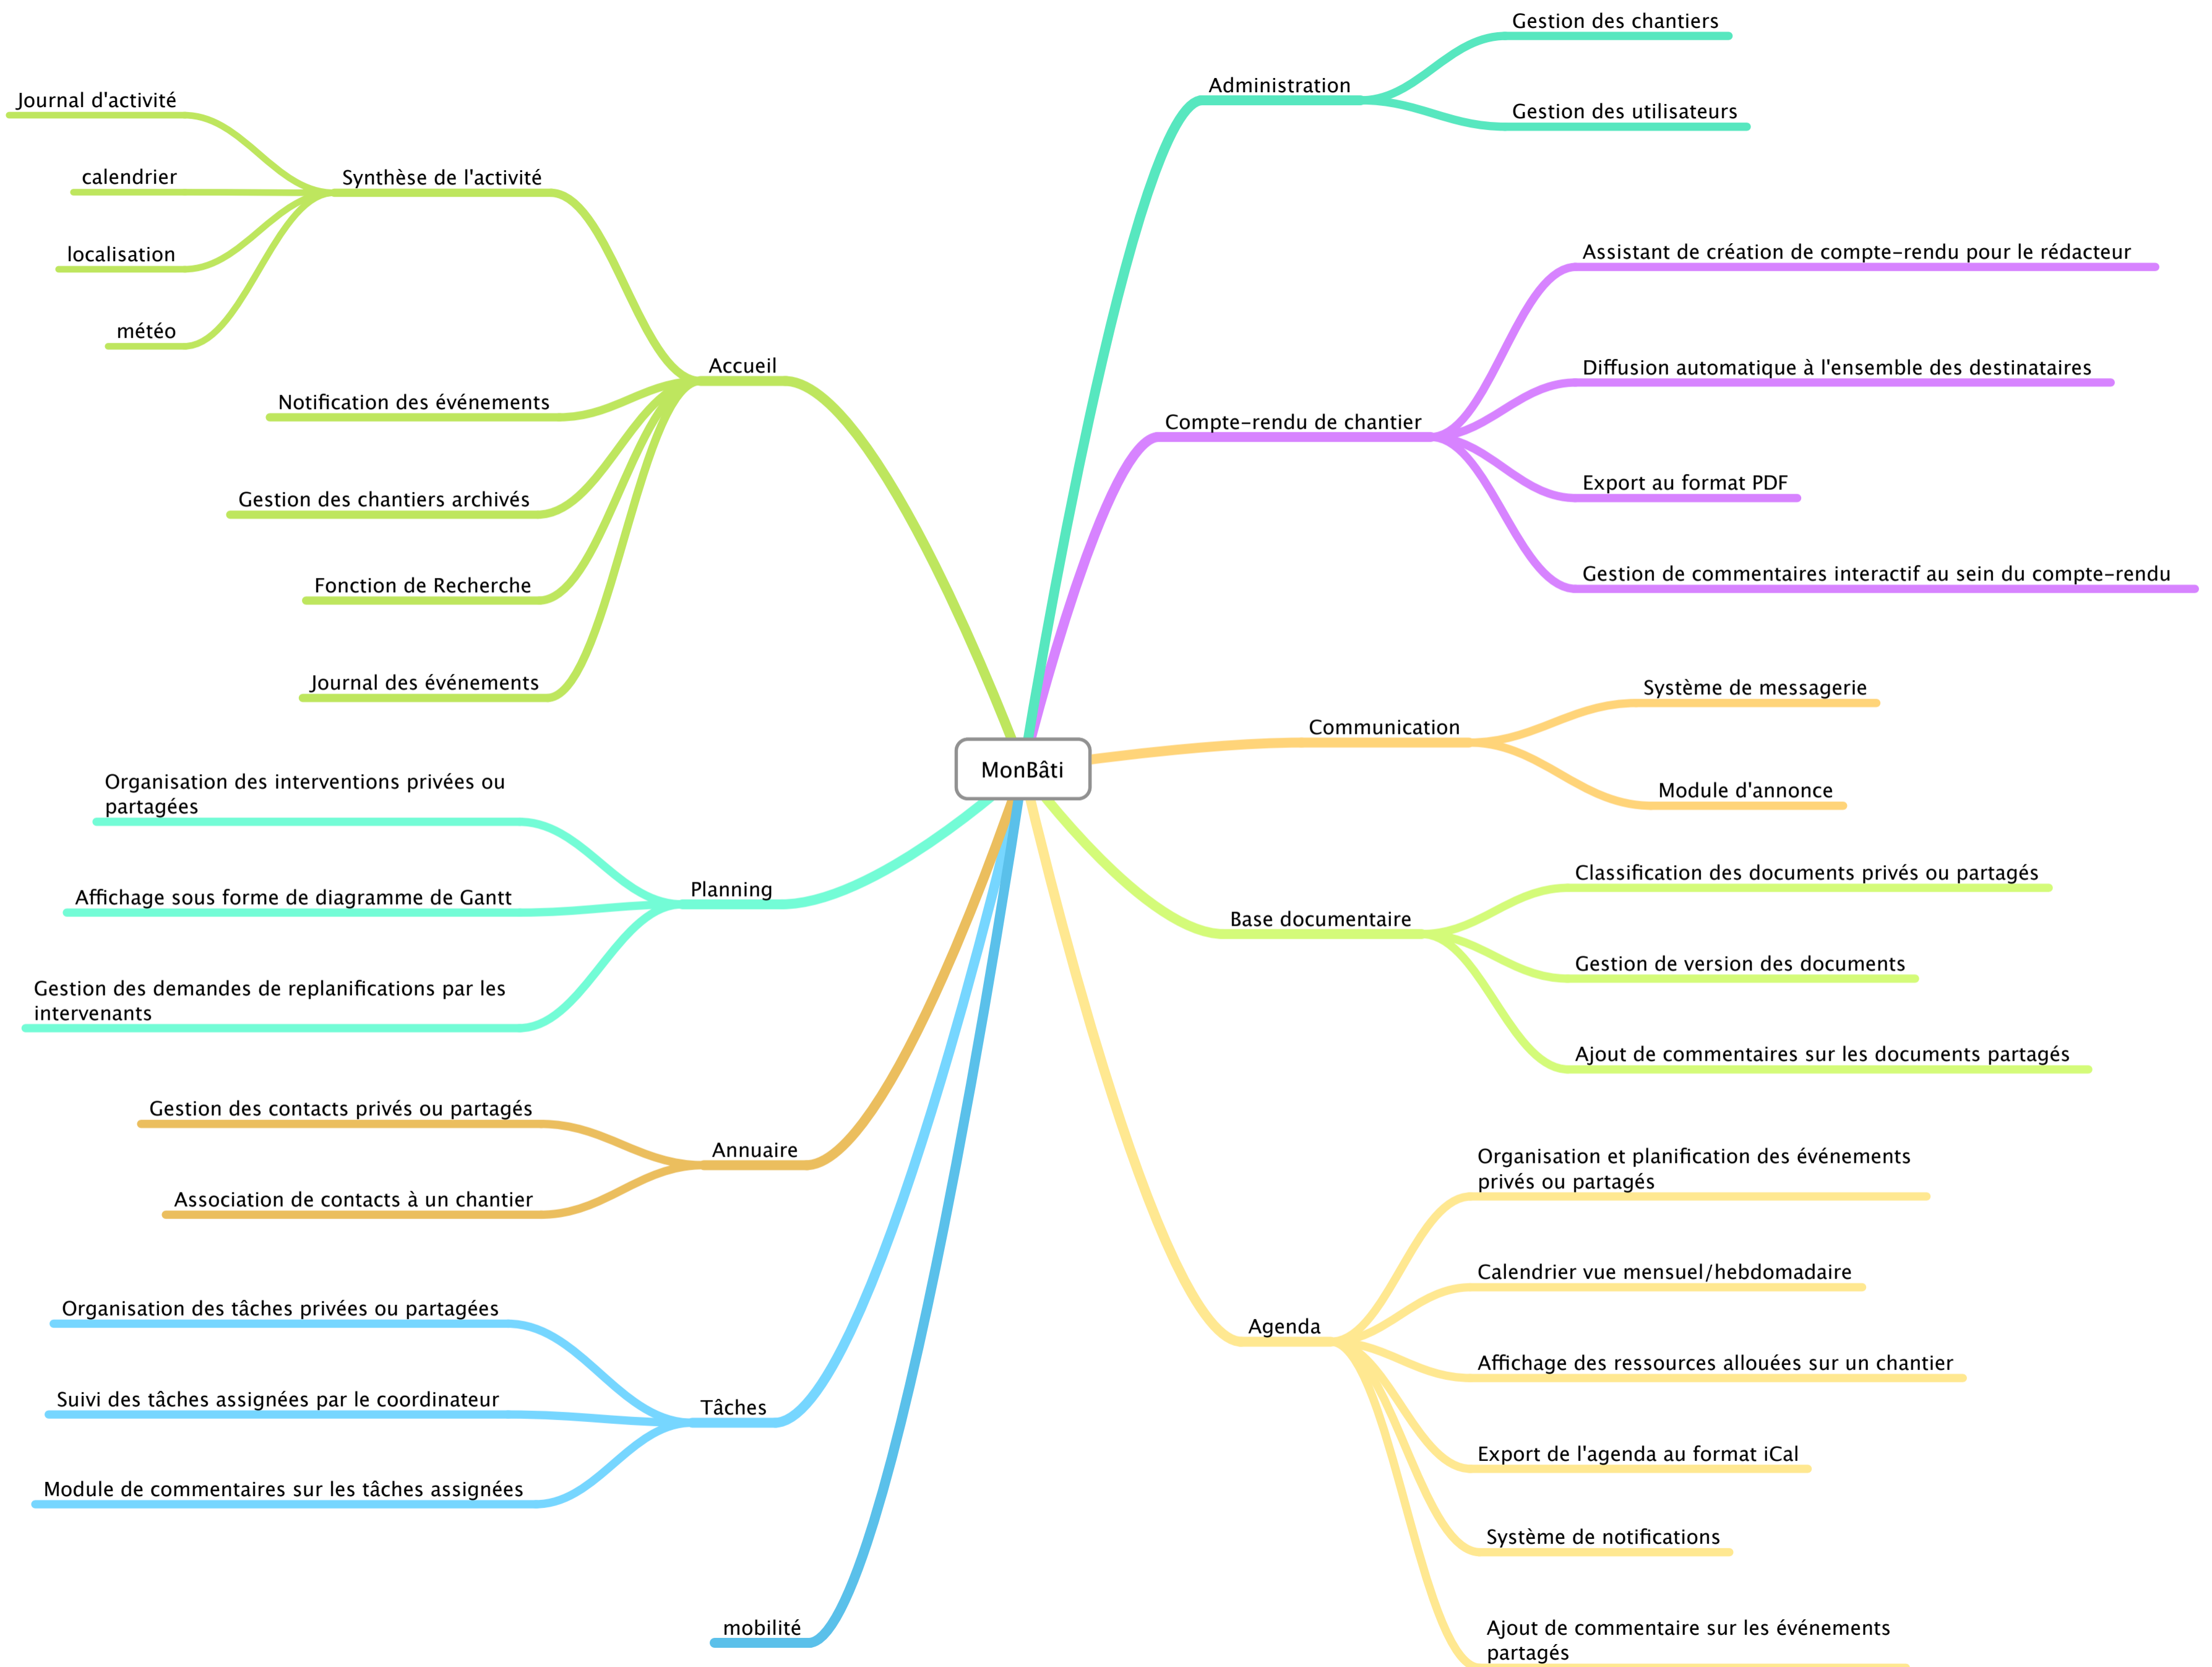 MonBâti
Administration
Gestion des chantiers
Gestion des utilisateurs
Compte-rendu de chantier
Assistant de création de compte-rendu pour le rédacteur
Diffusion automatique à l'ensemble des destinataires
Export au format PDF
Gestion de commentaires interactif au sein du compte-rendu
Communication
Système de messagerie
Module d'annonce
Base documentaire
Classification des documents privés ou partagés
Gestion de version des documents
Ajout de commentaires sur les documents partagés
Agenda
Organisation et planification des événements
privés ou partagés
Calendrier vue mensuel/hebdomadaire
Affichage des ressources allouées sur un chantier
Export de l'agenda au format iCal
Système de notifications
Ajout de commentaire sur les événements
partagés
Accueil
Synthèse de l'activité
Journal d'activité
calendrier
localisation
météo
Notification des événements
Gestion des chantiers archivés
Fonction de Recherche
Journal des événements
Planning
Organisation des interventions privées ou
partagées
Affichage sous forme de diagramme de Gantt
Gestion des demandes de replanifications par les
intervenants
Annuaire
Gestion des contacts privés ou partagés
Association de contacts à un chantier
Tâches
Organisation des tâches privées ou partagées
Suivi des tâches assignées par le coordinateur
Module de commentaires sur les tâches assignées
mobilité